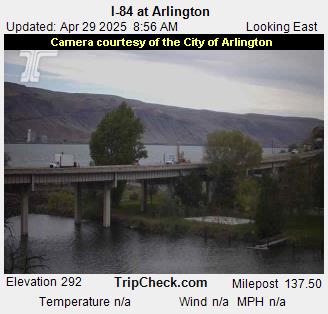 I-84 at Arlington
Updated: Apr 29 2025 8:56 AM Looking East
Camera courtesy of the City of Arlington
Elevation 292 TripCheck.com Milepost 137.50
Temperature n/a Wind n/a MPH n/a